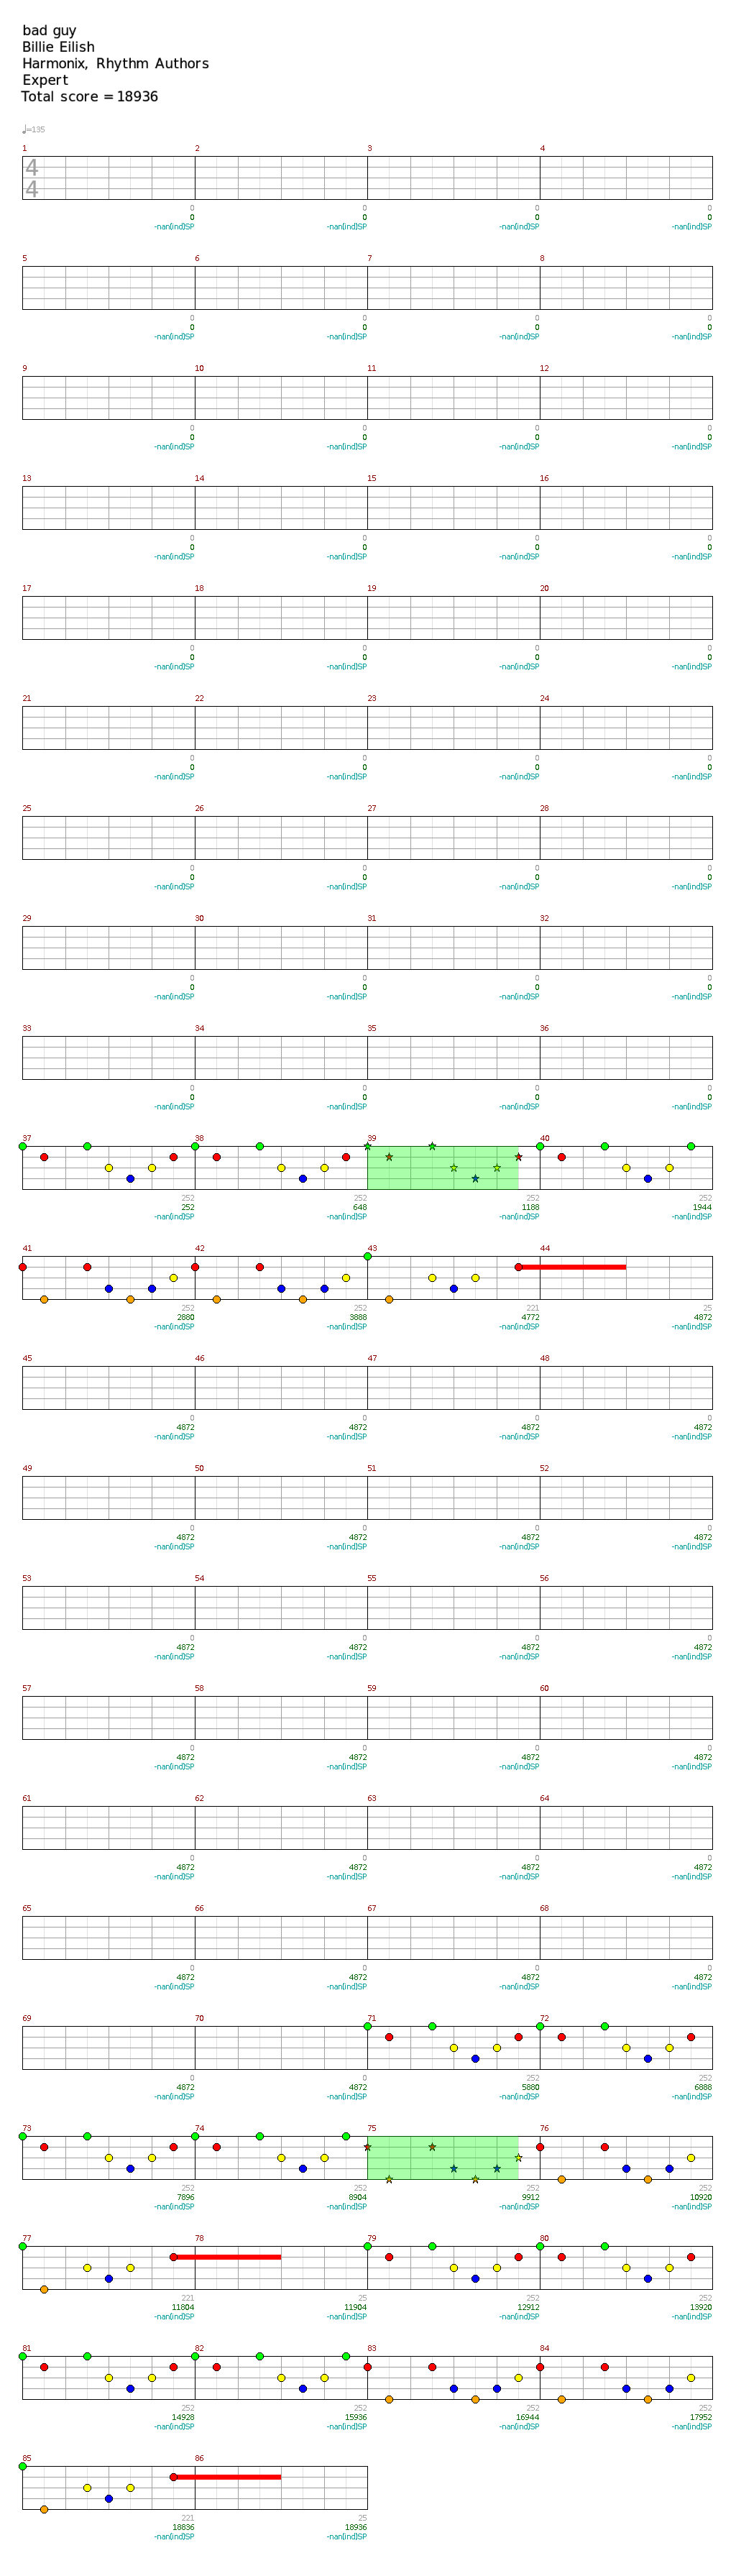 bad guy
Billie Eilish
Harmonix, Rhythm Authors
Expert
Total score = 18936
♩=135
1 2 3 4
4
4
0 0 0 0
0 0 0 0
-nan(ind)SP -nan(ind)SP -nan(ind)SP -nan(ind)SP
5 6 7 8
0 0 0 0
0 0 0 0
-nan(ind)SP -nan(ind)SP -nan(ind)SP -nan(ind)SP
9 10 11 12
0 0 0 0
0 0 0 0
-nan(ind)SP -nan(ind)SP -nan(ind)SP -nan(ind)SP
13 14 15 16
0 0 0 0
0 0 0 0
-nan(ind)SP -nan(ind)SP -nan(ind)SP -nan(ind)SP
17 18 19 20
0 0 0 0
0 0 0 0
-nan(ind)SP -nan(ind)SP -nan(ind)SP -nan(ind)SP
21 22 23 24
0 0 0 0
0 0 0 0
-nan(ind)SP -nan(ind)SP -nan(ind)SP -nan(ind)SP
25 26 27 28
0 0 0 0
0 0 0 0
-nan(ind)SP -nan(ind)SP -nan(ind)SP -nan(ind)SP
29 30 31 32
0 0 0 0
0 0 0 0
-nan(ind)SP -nan(ind)SP -nan(ind)SP -nan(ind)SP
33 34 35 36
0 0 0 0
0 0 0 0
-nan(ind)SP -nan(ind)SP -nan(ind)SP -nan(ind)SP
37 38 39 40
252 252 252 252
252 648 1188 1944
-nan(ind)SP -nan(ind)SP -nan(ind)SP -nan(ind)SP
41 42 43 44
252 252 221 25
2880 3888 4772 4872
-nan(ind)SP -nan(ind)SP -nan(ind)SP -nan(ind)SP
45 46 47 48
0 0 0 0
4872 4872 4872 4872
-nan(ind)SP -nan(ind)SP -nan(ind)SP -nan(ind)SP
49 50 51 52
0 0 0 0
4872 4872 4872 4872
-nan(ind)SP -nan(ind)SP -nan(ind)SP -nan(ind)SP
53 54 55 56
0 0 0 0
4872 4872 4872 4872
-nan(ind)SP -nan(ind)SP -nan(ind)SP -nan(ind)SP
57 58 59 60
0 0 0 0
4872 4872 4872 4872
-nan(ind)SP -nan(ind)SP -nan(ind)SP -nan(ind)SP
61 62 63 64
0 0 0 0
4872 4872 4872 4872
-nan(ind)SP -nan(ind)SP -nan(ind)SP -nan(ind)SP
65 66 67 68
0 0 0 0
4872 4872 4872 4872
-nan(ind)SP -nan(ind)SP -nan(ind)SP -nan(ind)SP
69 70 71 72
0 0 252 252
4872 4872 5880 6888
-nan(ind)SP -nan(ind)SP -nan(ind)SP -nan(ind)SP
73 74 75 76
252 252 252 252
7896 8904 9912 10920
-nan(ind)SP -nan(ind)SP -nan(ind)SP -nan(ind)SP
77 78 79 80
221 25 252 252
11804 11904 12912 13920
-nan(ind)SP -nan(ind)SP -nan(ind)SP -nan(ind)SP
81 82 83 84
252 252 252 252
14928 15936 16944 17952
-nan(ind)SP -nan(ind)SP -nan(ind)SP -nan(ind)SP
85 86
221 25
18836 18936
-nan(ind)SP -nan(ind)SP